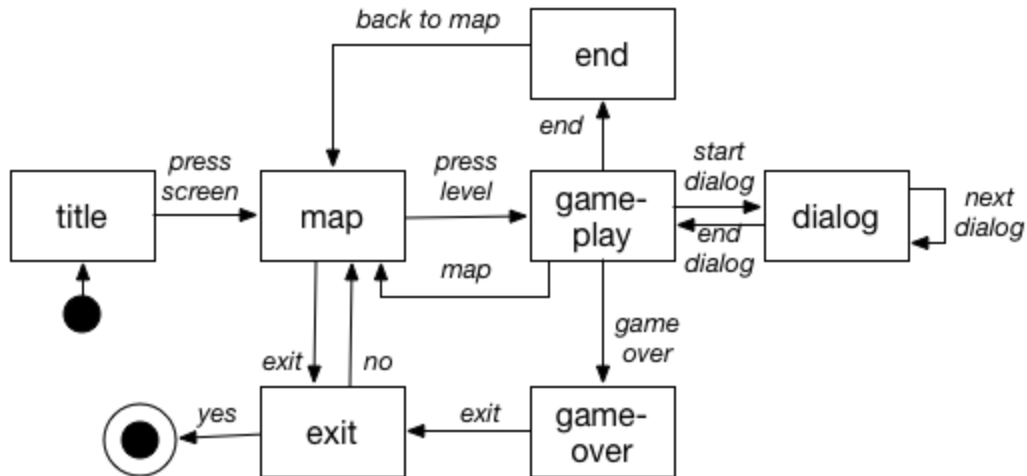 back to map
end
end
press
screen
press
level
start
dialog
title
map
game-
play
dialog
next
dialog
end
dialog
map
game
over
exit
no
yes
exit
exit
game-
over